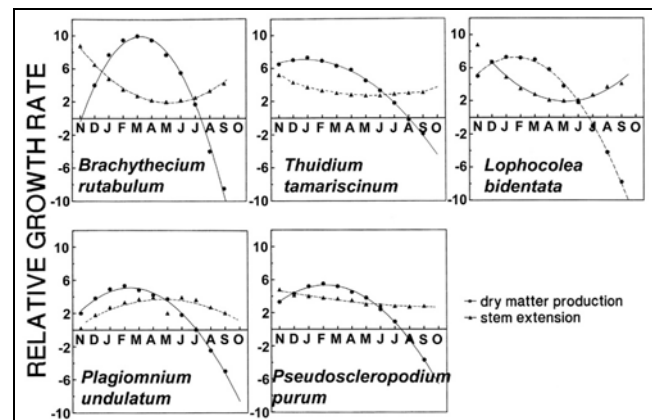 RELATIVE GROWTH RATE
10
6
2
-2
-6
-10
N D J F M A M J J A S O
Brachythecium
rutabulum
10
6
2
-2
-6
-10
N D J F M A M J J A S O
Thuidium
tamariscinum
10
6
2
-2
-6
-10
N D J F M A M J J A S O
Lophocolea
bidentata
10
6
2
-2
-6
-10
N D J F M A M J J A S O
Plagiomnium
undulatum
10
6
2
-2
-6
-10
N D J F M A M J J A S O
Pseudoscleropodium
purum
dry matter production
stem extension